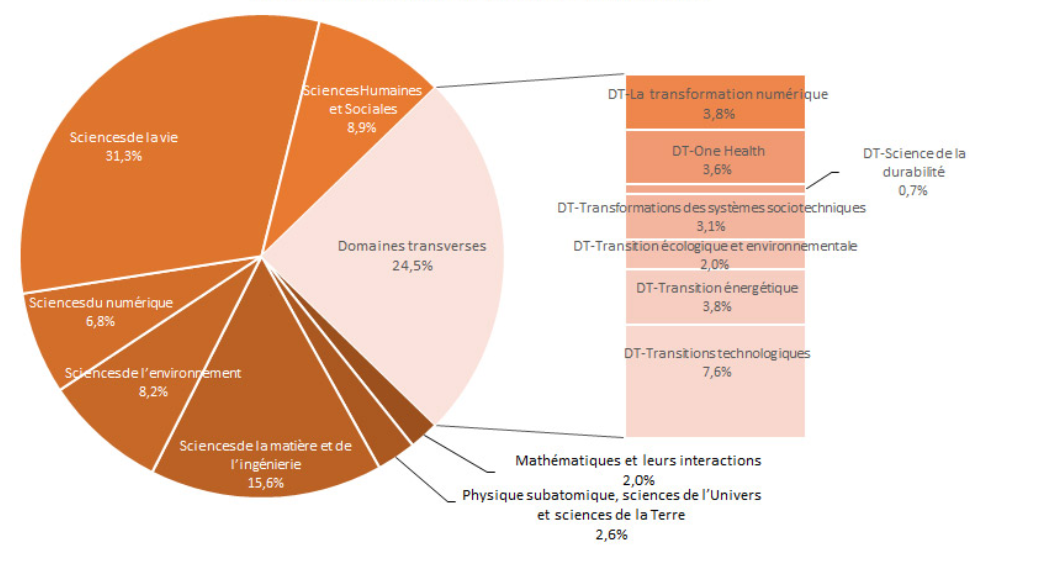 Sciences de la vie
31,3%
Sciences Humaines
et Sociales
8,9%
Domaines transverses
24,5%
Sciences du numérique
6,8%
Sciences de l'environnement
8,2%
Sciences de la matière et de
l'ingénierie
15,6%
Mathématiques et leurs interactions
2,0%
Physique subatomique, sciences de l'Univers
et sciences de la Terre
2,6%
DT-La transformation numérique
3,8%
DT-One Health
3,6%
DT-Science de la
durabilité
0,7%
DT-Transformations des systèmes sociotechniques
3,1%
DT-Transition écologique et environnementale
2,0%
DT-Transition énergétique
3,8%
DT-Transitions technologiques
7,6%